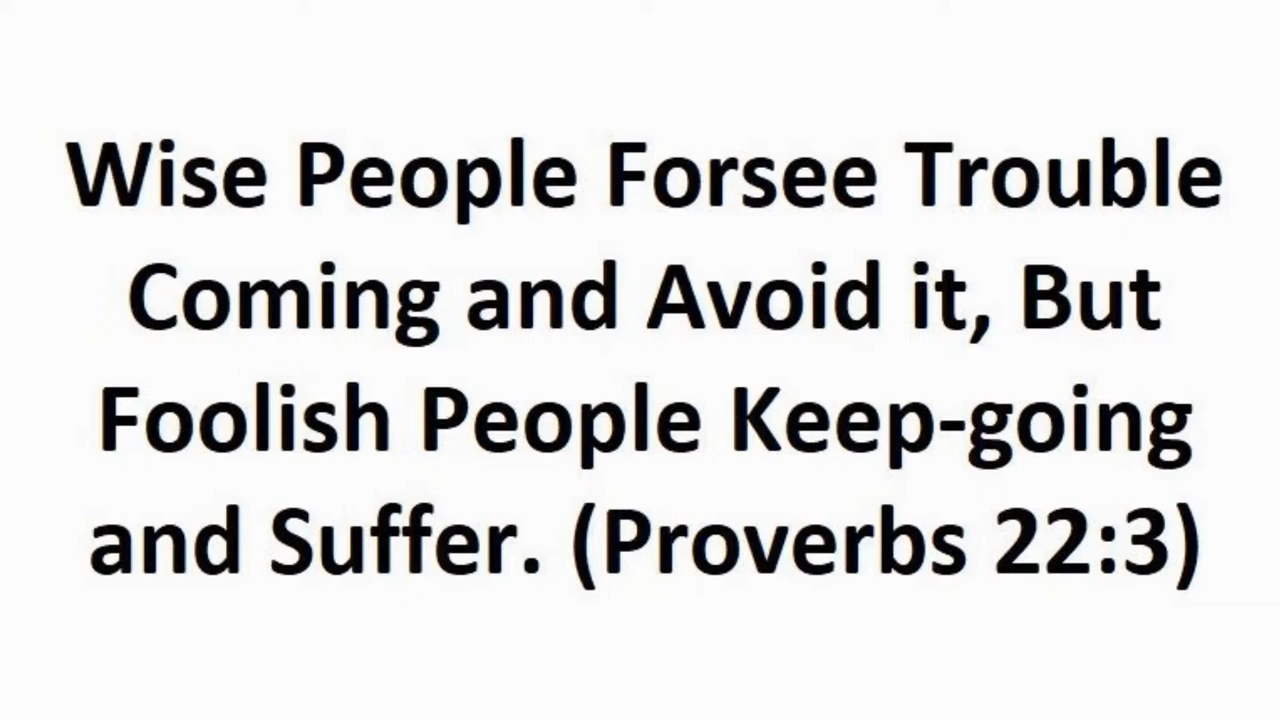 Wise People Forsee Trouble
Coming and Avoid it, But
Foolish People Keep-going
and Suffer. (Proverbs 22:3)